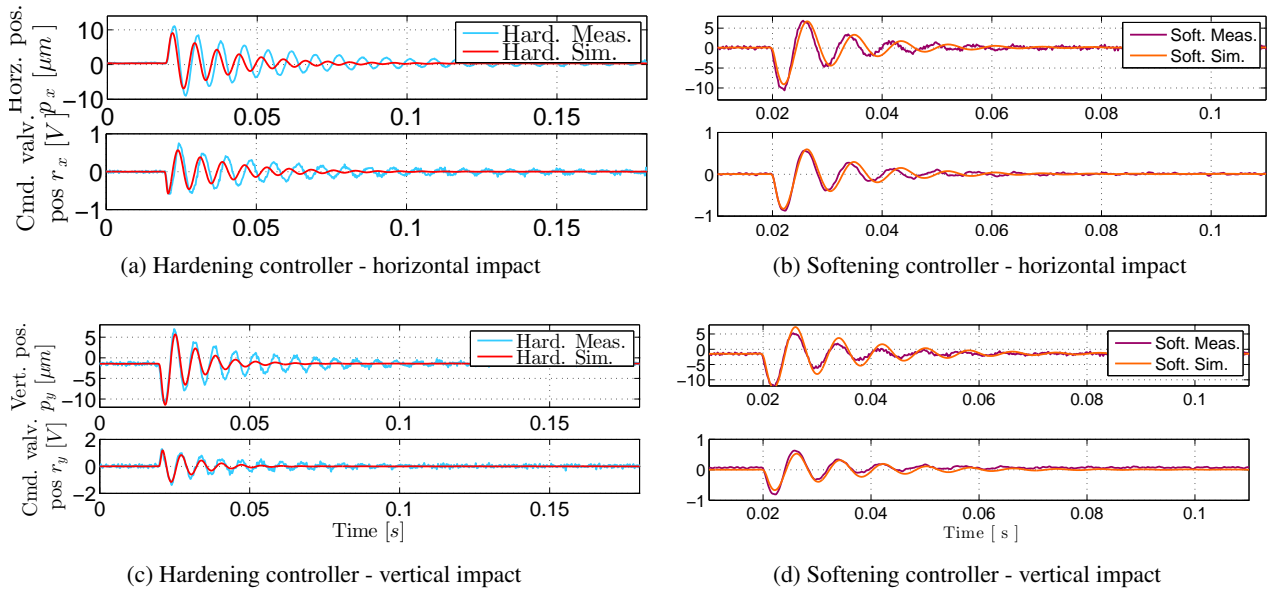 Horz. pos.
p_x [μm]
10
0
−10
Hard. Meas.
Hard. Sim.
0
0.05
0.1
0.15
Cmd. valv.
pos r_x [V]
1
0
1
0
0.05
0.1
0.15
(a) Hardening controller - horizontal impact
5
0
−5
−10
Soft. Meas.
Soft. Sim.
0.02
0.04
0.06
0.08
0.1
1
0
−1
0.02
0.04
0.06
0.08
0.1
(b) Softening controller - horizontal impact
Vert. pos.
p_y [μm]
5
0
−5
−10
Hard. Meas.
Hard. Sim.
0
0.05
0.1
0.15
Cmd. valv.
pos r_y [V]
2
0
−2
0
0.05
0.1
0.15
Time [s]
(c) Hardening controller - vertical impact
5
0
−5
−10
Soft. Meas.
Soft. Sim.
0.02
0.04
0.06
0.08
0.1
1
0
−1
0.02
0.04
0.06
0.08
0.1
Time [ s ]
(d) Softening controller - vertical impact